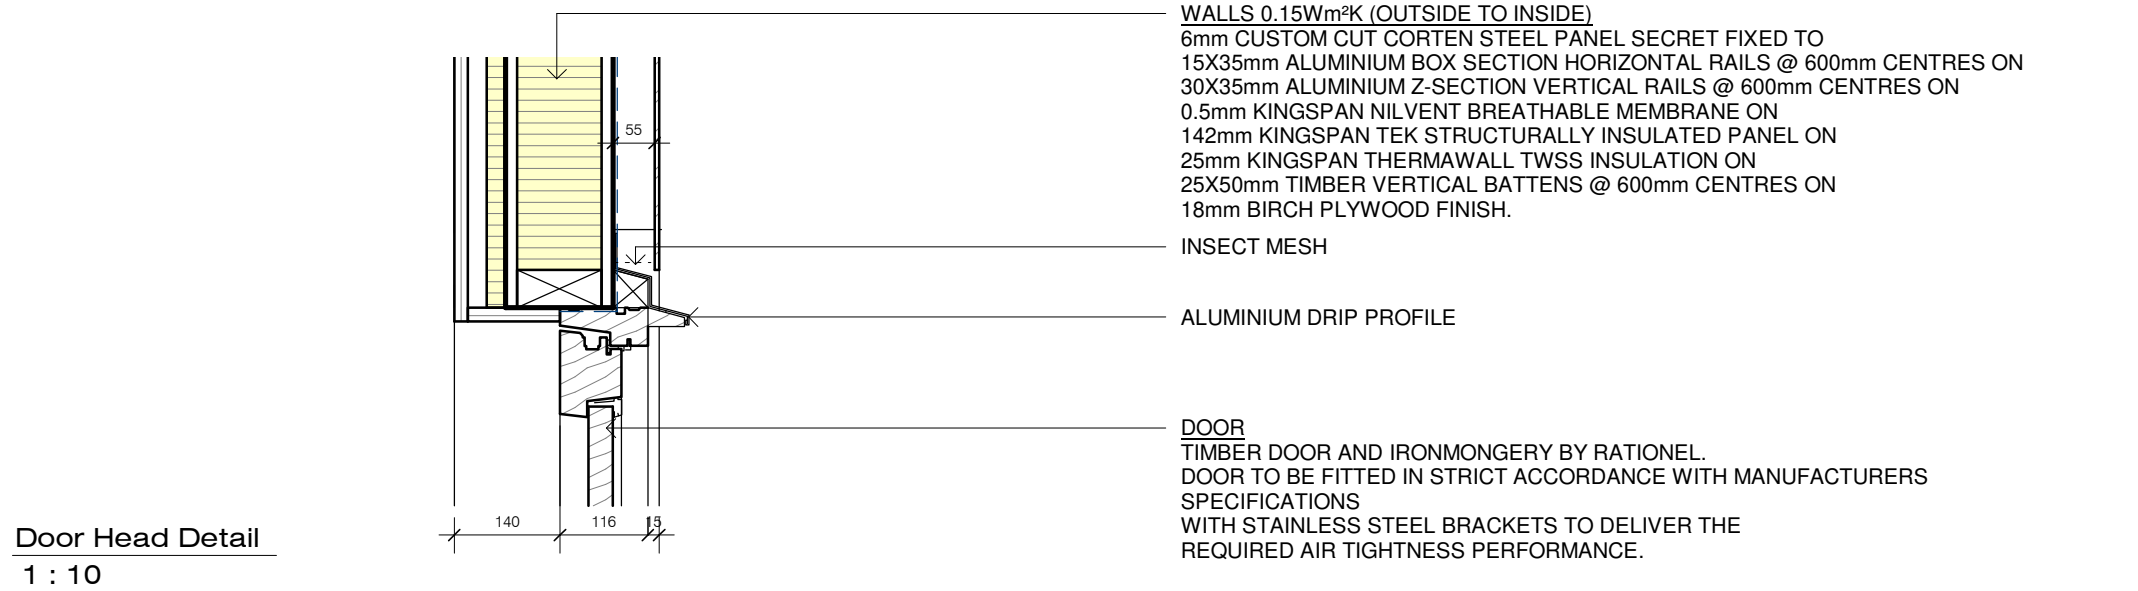 WALLS 0.15Wm²K (OUTSIDE TO INSIDE)
6mm CUSTOM CUT CORTEN STEEL PANEL SECRET FIXED TO
15X35mm ALUMINIUM BOX SECTION HORIZONTAL RAILS @ 600mm CENTRES ON
30X35mm ALUMINIUM Z-SECTION VERTICAL RAILS @ 600mm CENTRES ON
0.5mm KINGSPAN NILVENT BREATHABLE MEMBRANE ON
142mm KINGSPAN TEK STRUCTURALLY INSULATED PANEL ON
25mm KINGSPAN THERMAWALL TWSS INSULATION ON
25X50mm TIMBER VERTICAL BATTENS @ 600mm CENTRES ON
18mm BIRCH PLYWOOD FINISH.
55
INSECT MESH
ALUMINIUM DRIP PROFILE
DOOR
TIMBER DOOR AND IRONMONGERY BY RATIONEL.
DOOR TO BE FITTED IN STRICT ACCORDANCE WITH MANUFACTURERS
SPECIFICATIONS
WITH STAINLESS STEEL BRACKETS TO DELIVER THE
REQUIRED AIR TIGHTNESS PERFORMANCE.
140 116 15
Door Head Detail
1 : 10